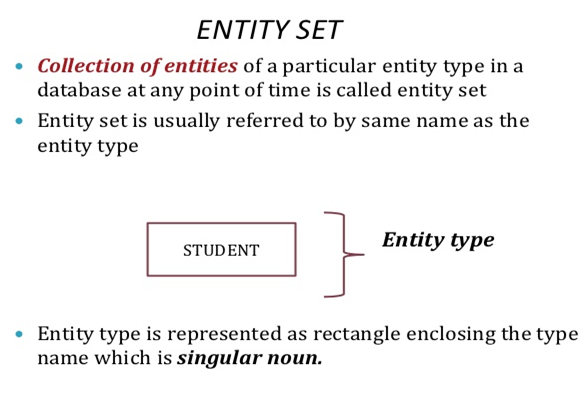 ENTITY SET
• Collection of entities of a particular entity type in a
database at any point of time is called entity set
• Entity set is usually referred to by same name as the
entity type
STUDENT
Entity type
• Entity type is represented as rectangle enclosing the type
name which is singular noun.